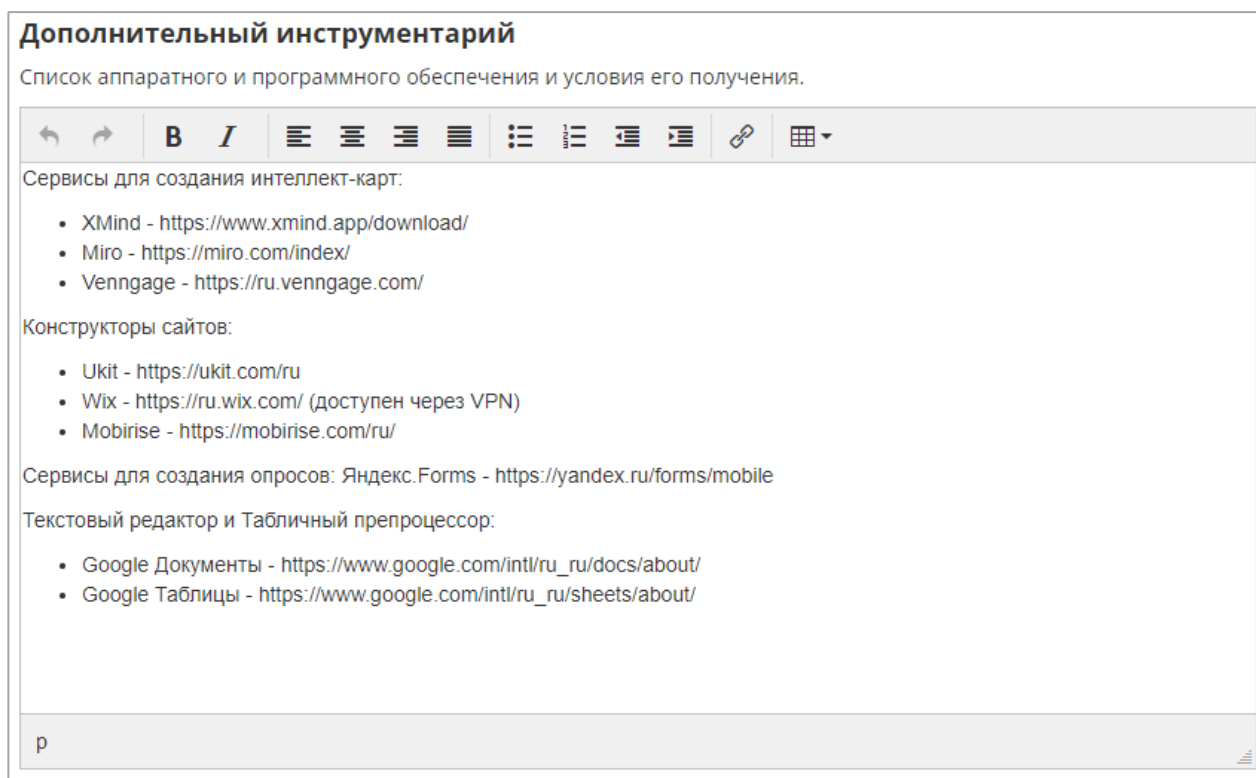 Дополнительный инструментарий
Список аппаратного и программного обеспечения и условия его получения.
B I
Сервисы для создания интеллект-карт:
• XMind - https://www.xmind.app/download/
• Miro - https://miro.com/index/
• Venngage - https://ru.venngage.com/
Конструкторы сайтов:
• Ukit - https://ukit.com/ru
• Wix - https://ru.wix.com/ (доступен через VPN)
• Mobirise - https://mobirise.com/ru/
Сервисы для создания опросов: Яндекс.Forms - https://yandex.ru/forms/mobile
Текстовый редактор и Табличный препроцессор:
• Google Документы - https://www.google.com/intl/ru_ru/docs/about/
• Google Таблицы - https://www.google.com/intl/ru_ru/sheets/about/
p